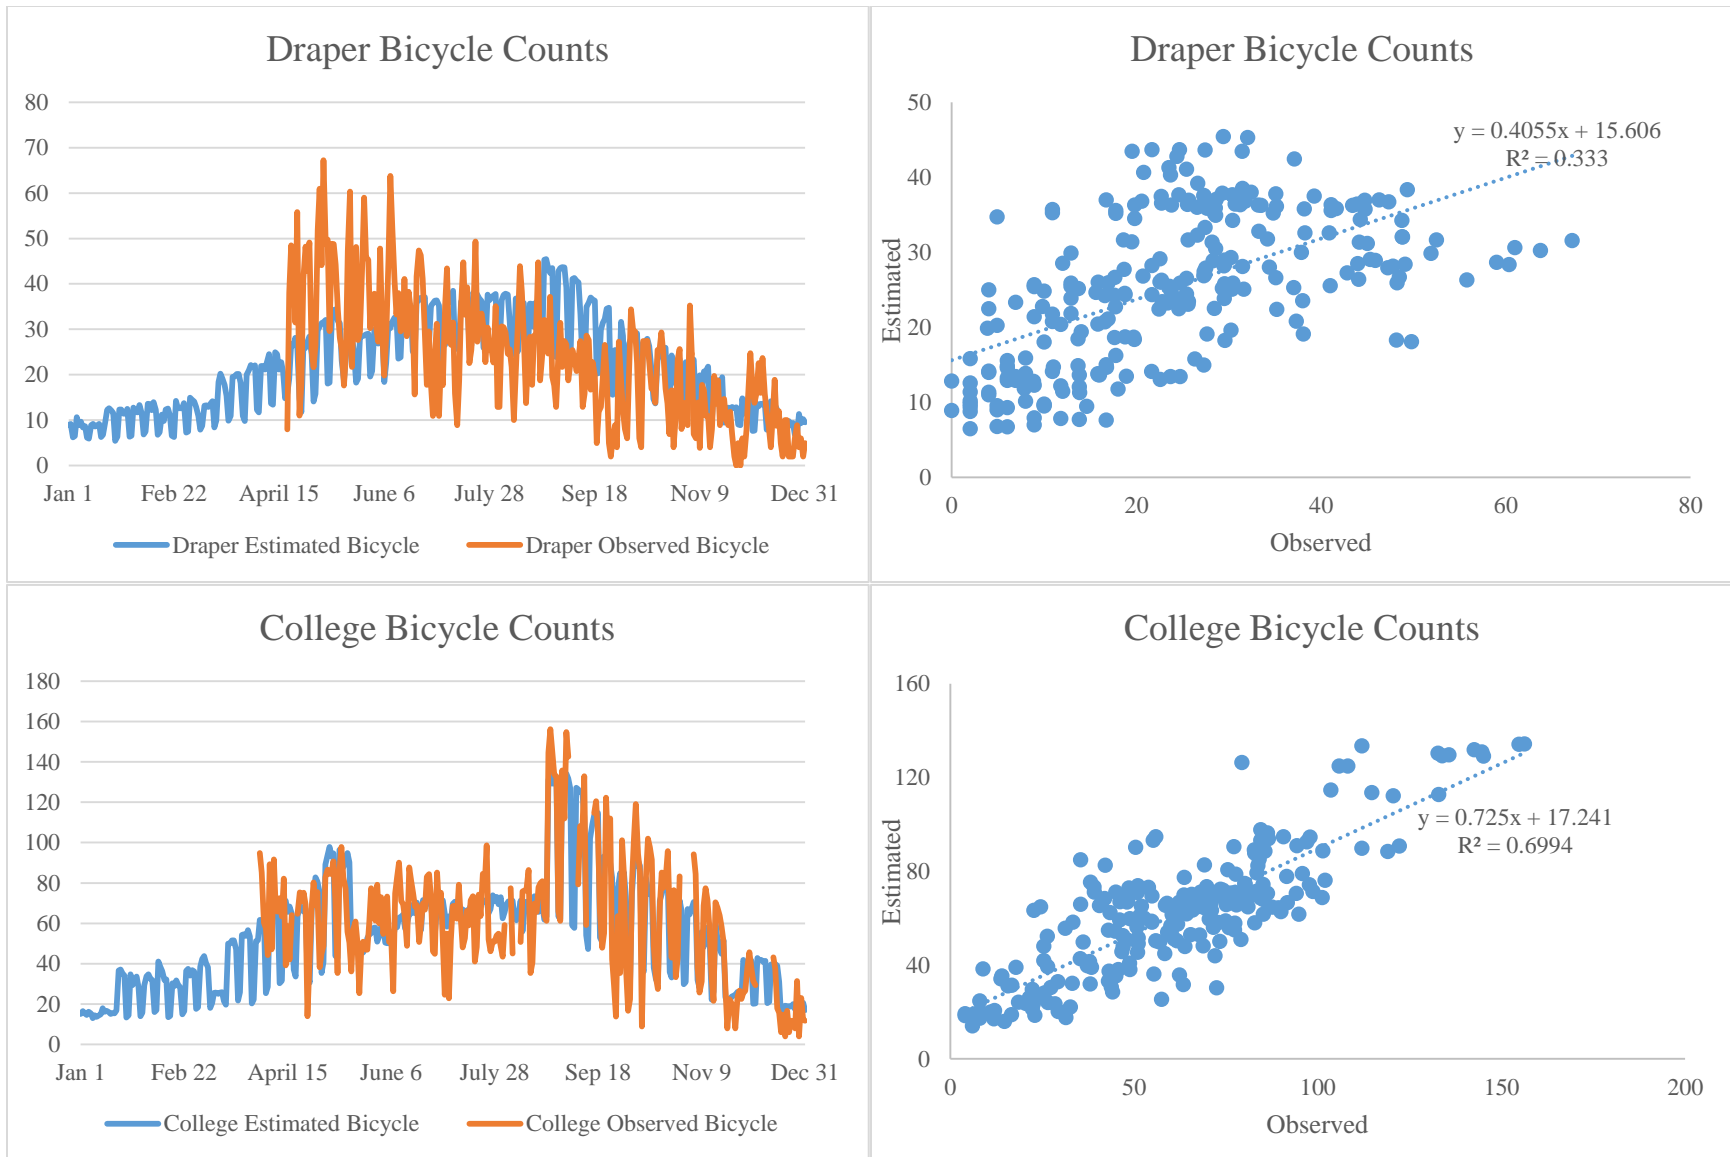 Draper Bicycle Counts
80
70
60
50
40
30
20
10
0
Jan 1 Feb 22 April 15 June 6 July 28 Sep 18 Nov 9 Dec 31
Draper Estimated Bicycle Draper Observed Bicycle
Draper Bicycle Counts
50
40
30
20
10
0
Estimated
y = 0.4055x + 15.606
R² = 0.333
0 20 40 60 80
Observed
College Bicycle Counts
180
160
140
120
100
80
60
40
20
0
Jan 1 Feb 22 April 15 June 6 July 28 Sep 18 Nov 9 Dec 31
College Estimated Bicycle College Observed Bicycle
College Bicycle Counts
160
120
80
40
0
Estimated
y = 0.725x + 17.241
R² = 0.6994
0 50 100 150 200
Observed